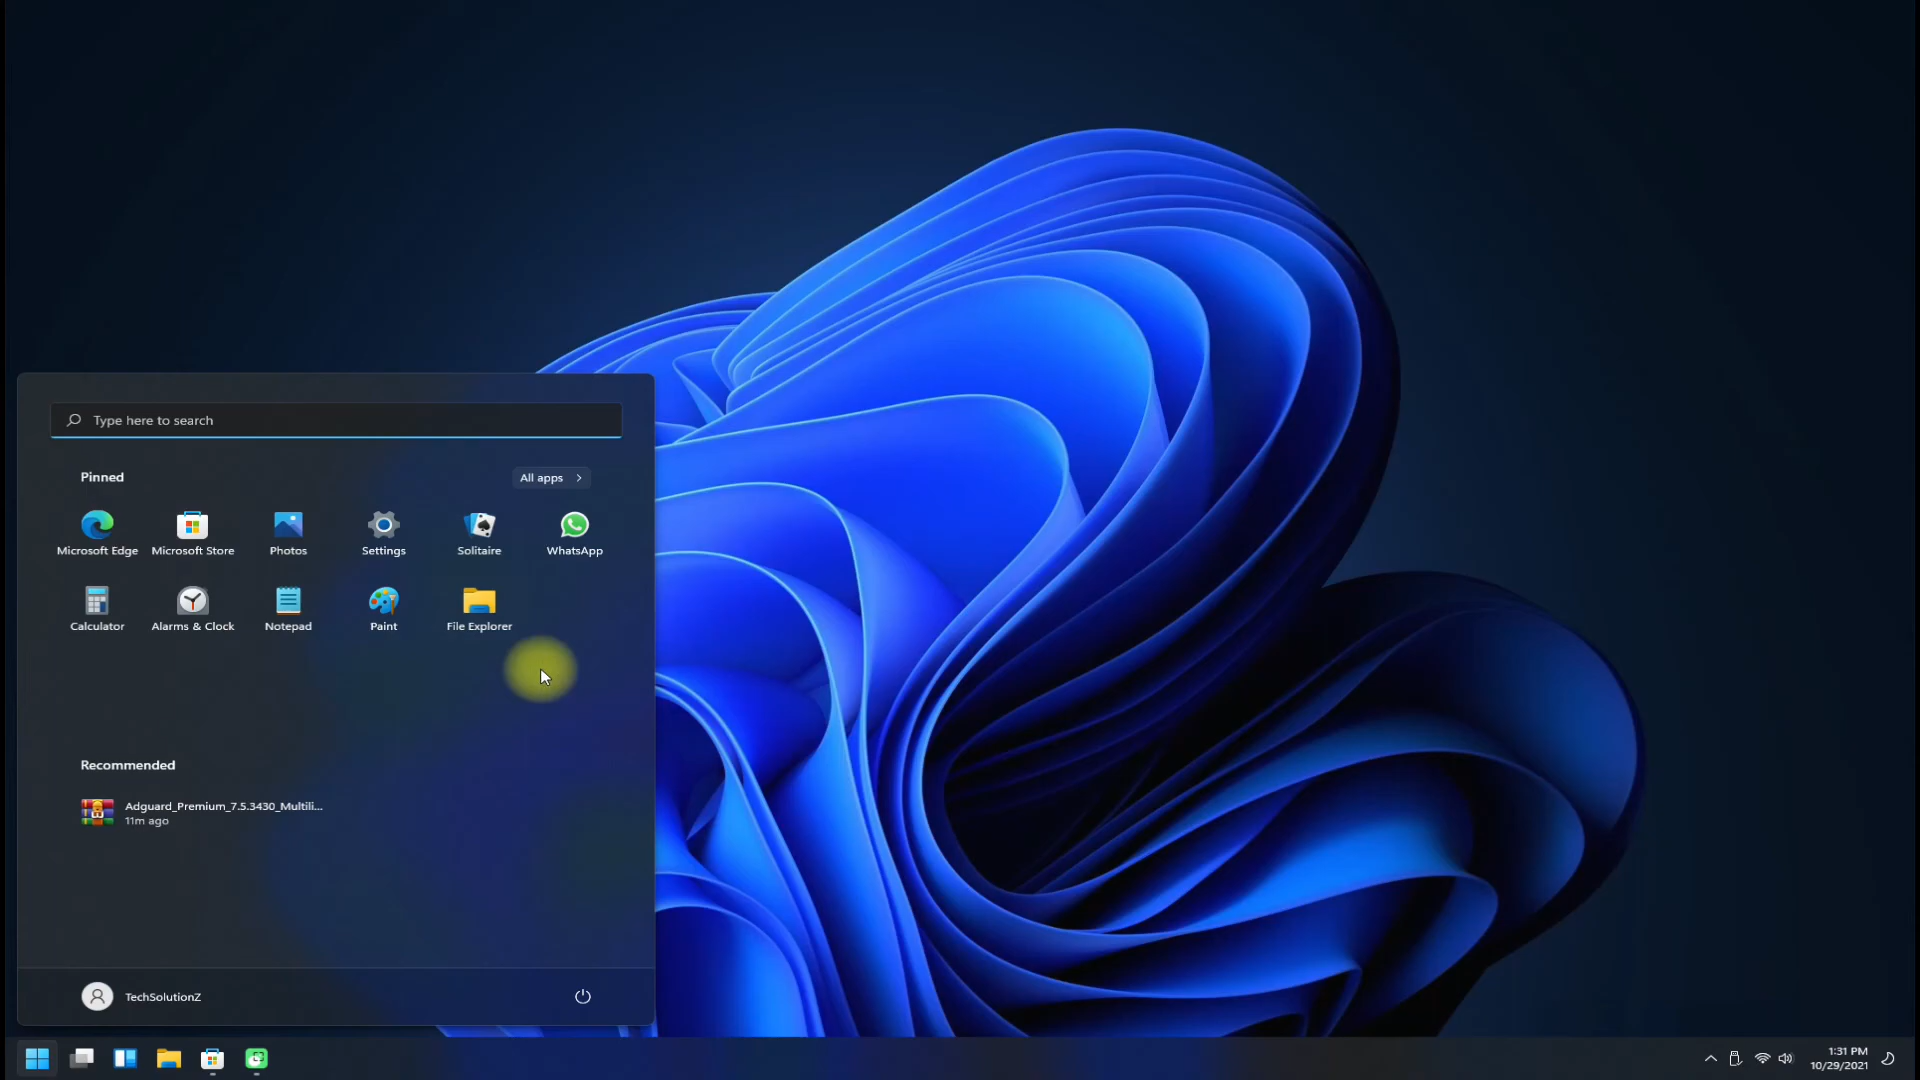 Type here to search
Pinned
All apps
Microsoft Edge
Microsoft Store
Photos
Settings
Solitaire
WhatsApp
Calculator
Alarms & Clock
Notepad
Paint
File Explorer
Recommended
Adguard_Premium_7.5.3430_Multili...
11m ago
TechSolutionZ
1:31 PM
10/29/2021